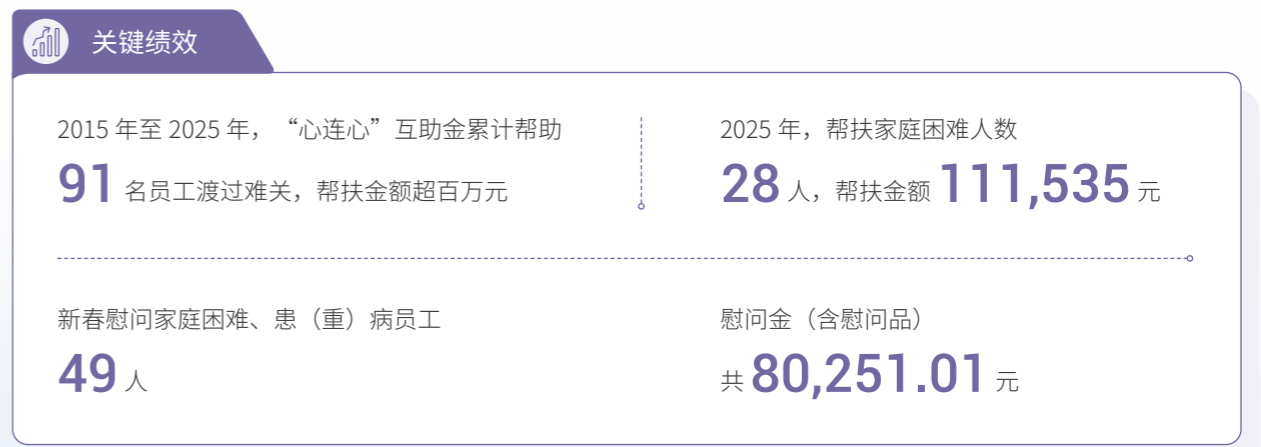 关键绩效
2015 年至 2025 年，“心连心”互助金累计帮助
91 名员工渡过难关，帮扶金额超百万元
2025 年，帮扶家庭困难人数
28 人，帮扶金额 111,535 元
新春慰问家庭困难、患（重）病员工
49 人
慰问金（含慰问品）
共 80,251.01 元